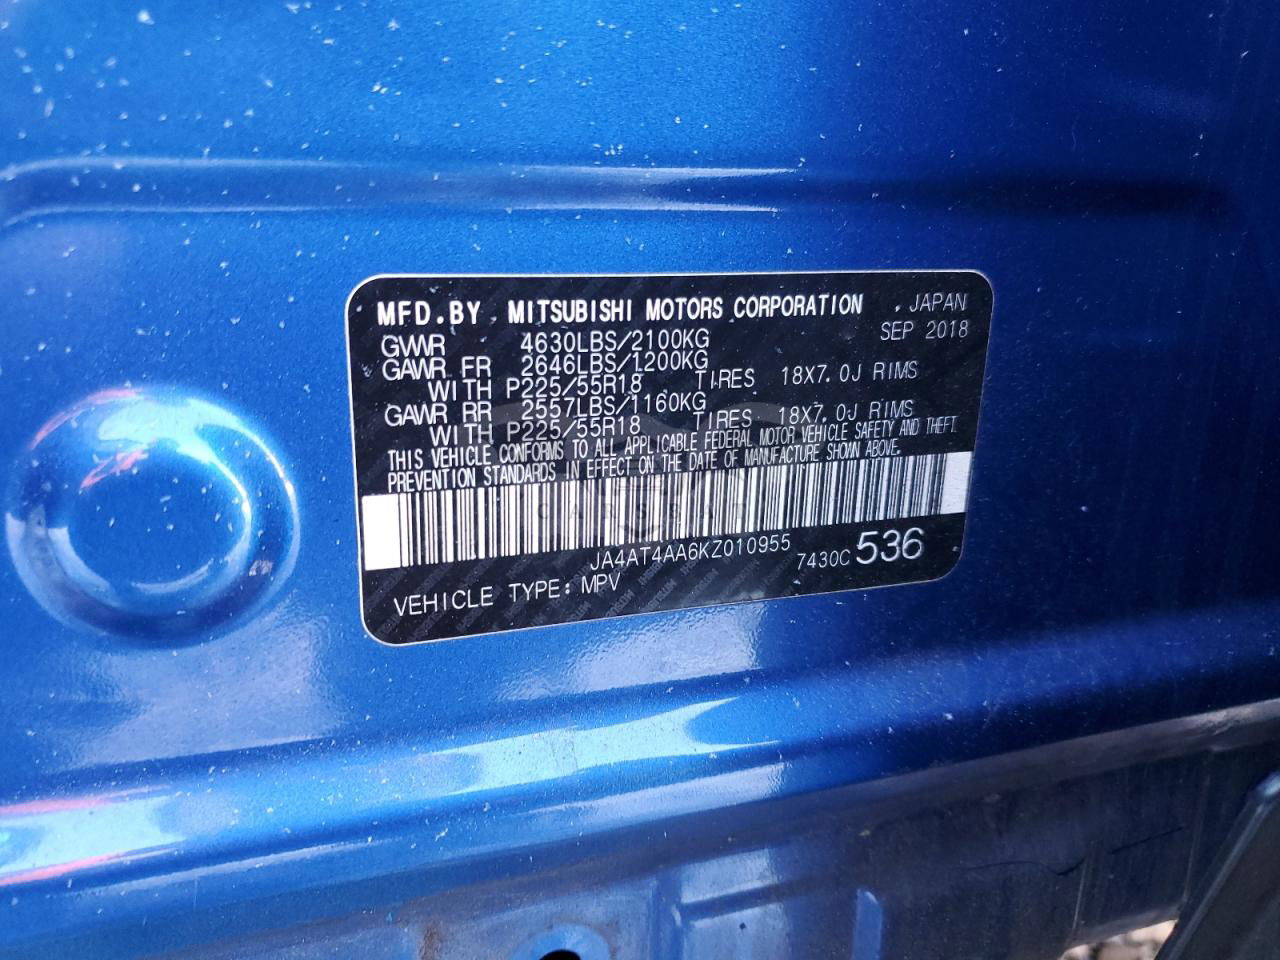 MFD.BY MITSUBISHI MOTORS CORPORATION , JAPAN
GVWR 4630LBS/2100KG SEP 2018
GAWR FR 2646LBS/1200KG
WITH P225/55R18 TIRES 18X7.0J RIMS
GAWR RR 2557LBS/1160KG
WITH P225/55R18 TIRES 18X7.0J RIMS
THIS VEHICLE CONFORMS TO ALL APPLICABLE FEDERAL MOTOR VEHICLE SAFETY AND THEFT
PREVENTION STANDARDS IN EFFECT ON THE DATE OF MANUFACTURE SHOWN ABOVE.
JA4AT4AA6KZ010955 7430C 536
VEHICLE TYPE: MPV